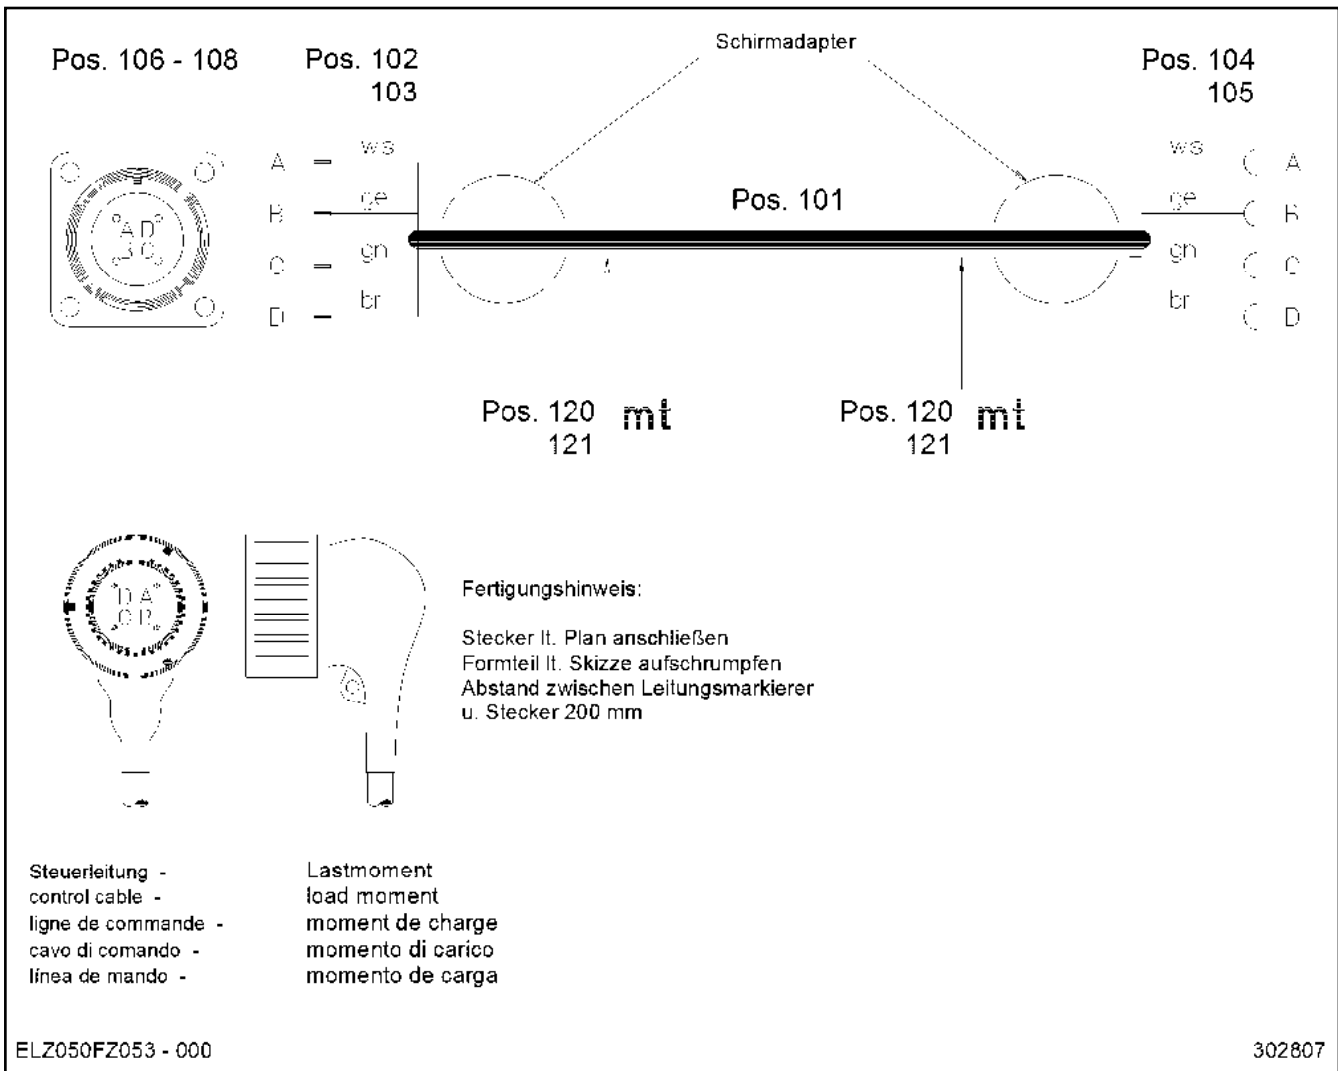 Schirmadapter
Pos. 106 - 108
Pos. 102
103
Pos. 104
105
A ws
B ge
C gn
D br
Pos. 101
ws A
ge B
gn C
br D
A D
B C
Pos. 120 mt
121
Pos. 120 mt
121
D A
C B
Fertigungshinweis:
Stecker lt. Plan anschließen
Formteil lt. Skizze aufschrumpfen
Abstand zwischen Leitungsmarkierer
u. Stecker 200 mm
Steuerleitung - Lastmoment
control cable - load moment
ligne de commande - moment de charge
cavo di comando - momento di carico
línea de mando - momento de carga
ELZ050FZ053 - 000
302807